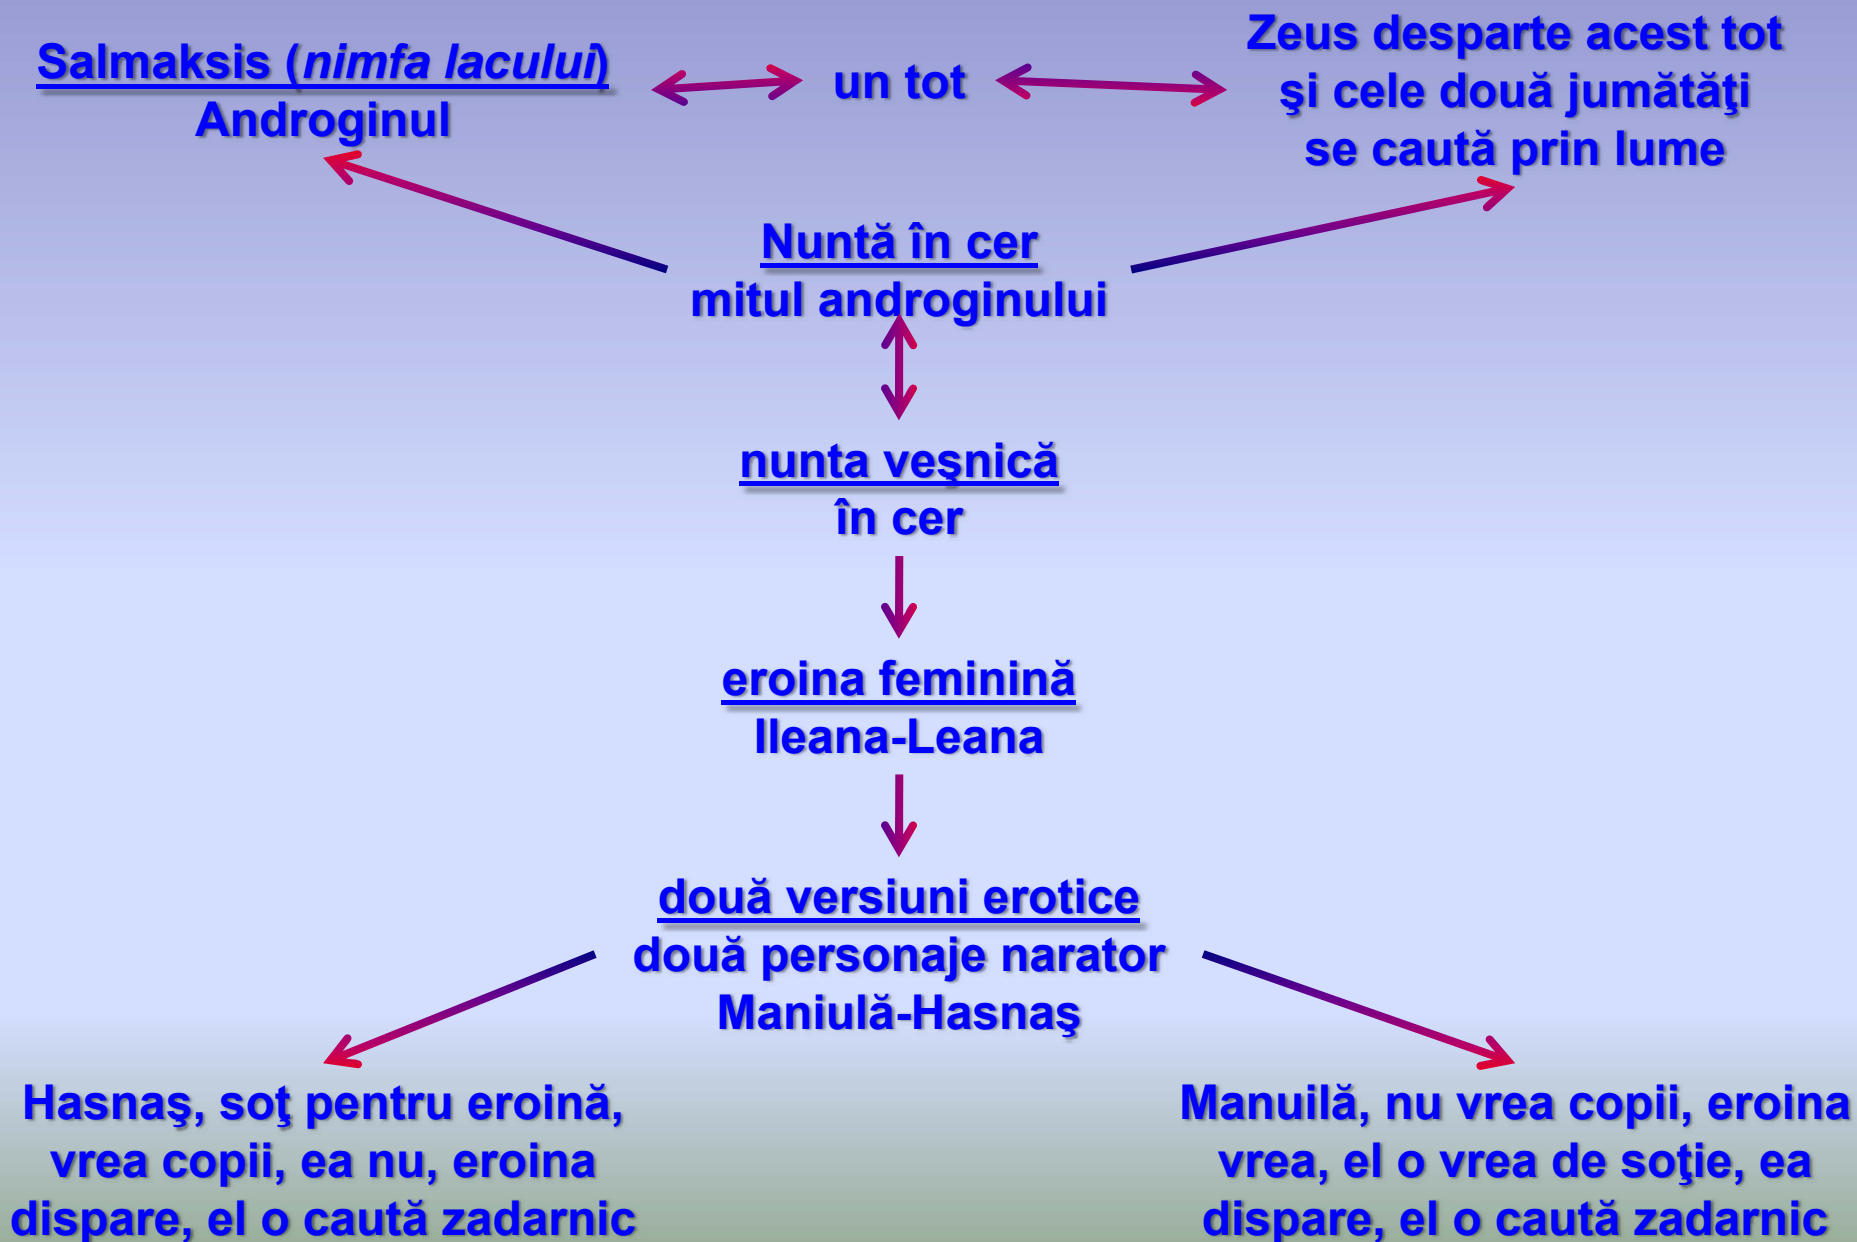 Salmaksis (nimfa lacului)
Androginul
un tot
Zeus desparte acest tot
şi cele două jumătăţi
se caută prin lume
Nuntă în cer
mitul androginului
nunta veşnică
în cer
eroina feminină
Ileana-Leana
două versiuni erotice
două personaje narator
Maniulă-Hasnaş
Hasnaş, soţ pentru eroină,
vrea copii, ea nu, eroina
dispare, el o caută zadarnic
Manuilă, nu vrea copii, eroina
vrea, el o vrea de soţie, ea
dispare, el o caută zadarnic